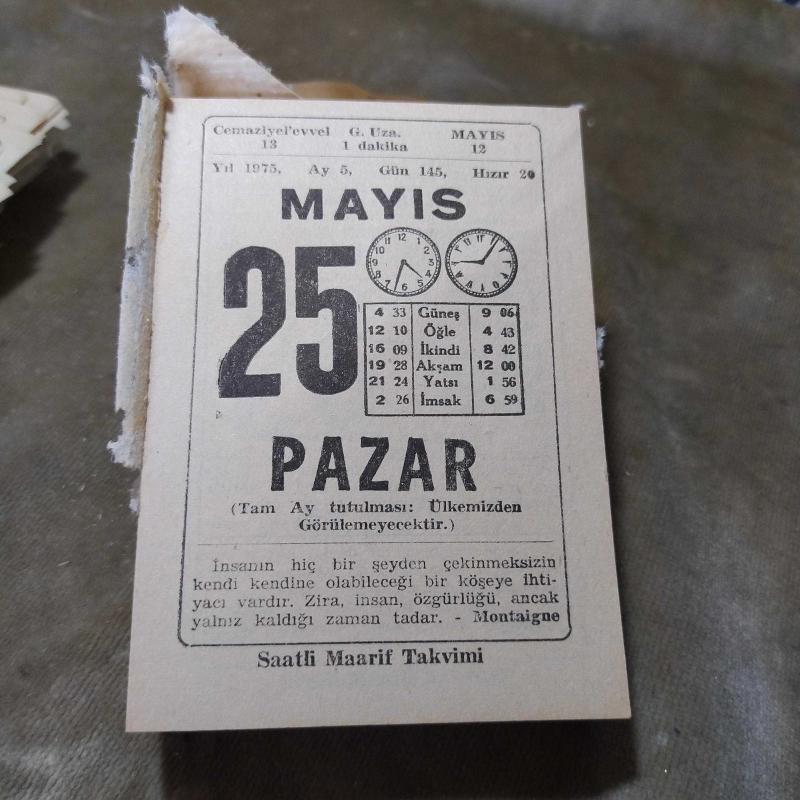 Cemaziyel'evvel G. Uza. MAYIS
13 1 dakika 12
Yıl 1975, Ay 5, Gün 145, Hızır 20
MAYIS
25
4 33 Güneş 9 06
12 10 Öğle 4 43
16 09 İkindi 8 42
19 28 Akşam 12 00
21 24 Yatsı 1 56
2 26 İmsak 6 59
PAZAR
(Tam Ay tutulması: Ülkemizden
Görülemeyecektir.)
İnsanın hiç bir şeyden çekinmeksizin
kendi kendine olabileceği bir köşeye ihti-
yacı vardır. Zira, insan, özgürlüğü, ancak
yalnız kaldığı zaman tadar. - Montaigne
Saatli Maarif Takvimi